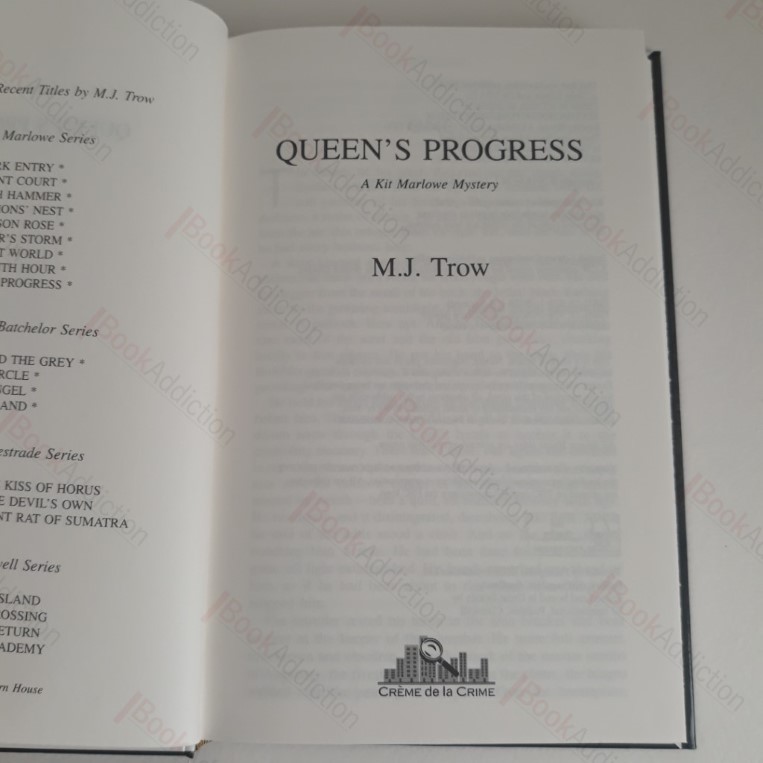 Recent Titles by M.J. Trow
Marlowe Series
RK ENTRY *
NT COURT *
H HAMMER *
IONS' NEST *
SON ROSE *
R'S STORM *
T WORLD *
TH HOUR *
PROGRESS *
Batchelor Series
D THE GREY *
RCLE *
NGEL *
AND *
estrade Series
KISS OF HORUS
E DEVIL'S OWN
NT RAT OF SUMATRA
well Series
SLAND
OSSING
ETURN
ADEMY
rn House
QUEEN'S PROGRESS
A Kit Marlowe Mystery
M.J. Trow
CRÈME de la CRIME
BookAddiction